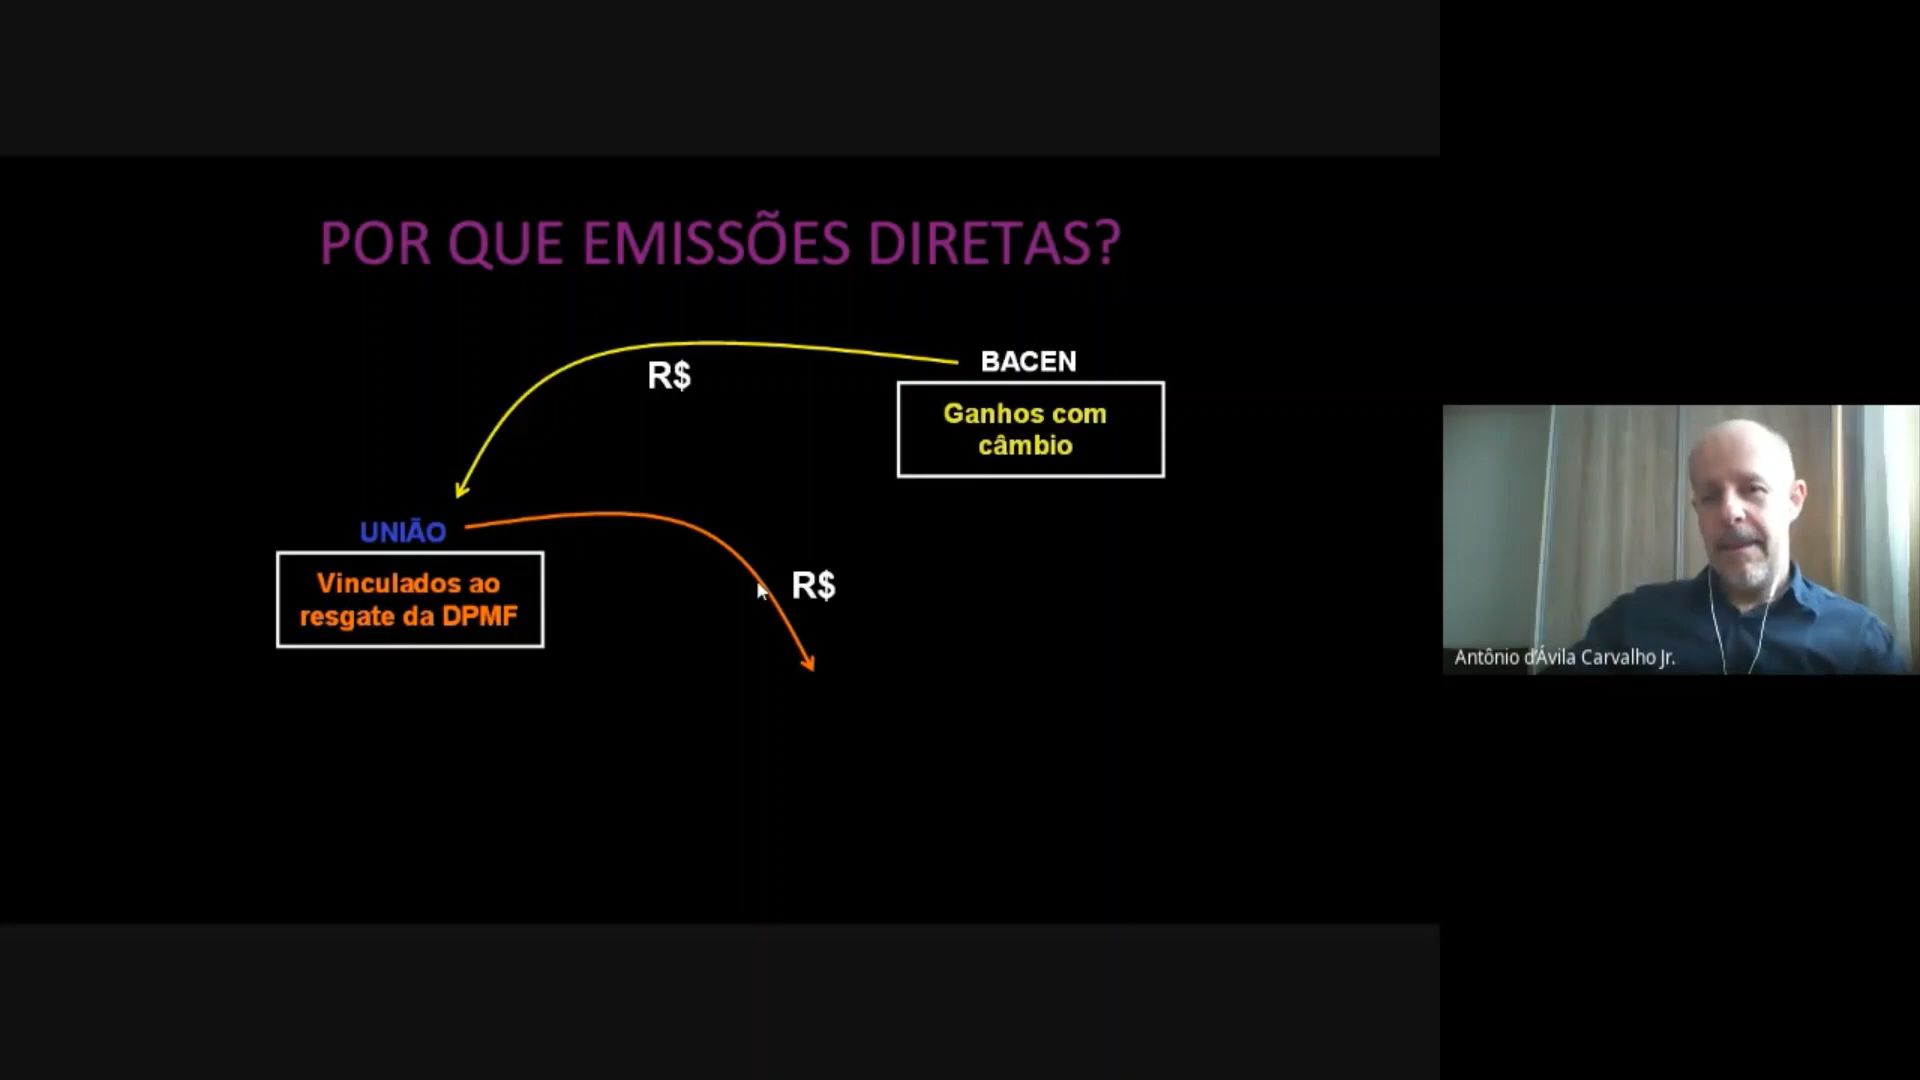 POR QUE EMISSÕES DIRETAS?
R$
BACEN
Ganhos com
câmbio
UNIÃO
Vinculados ao
resgate da DPMF
R$
Antônio d'Ávila Carvalho Jr.